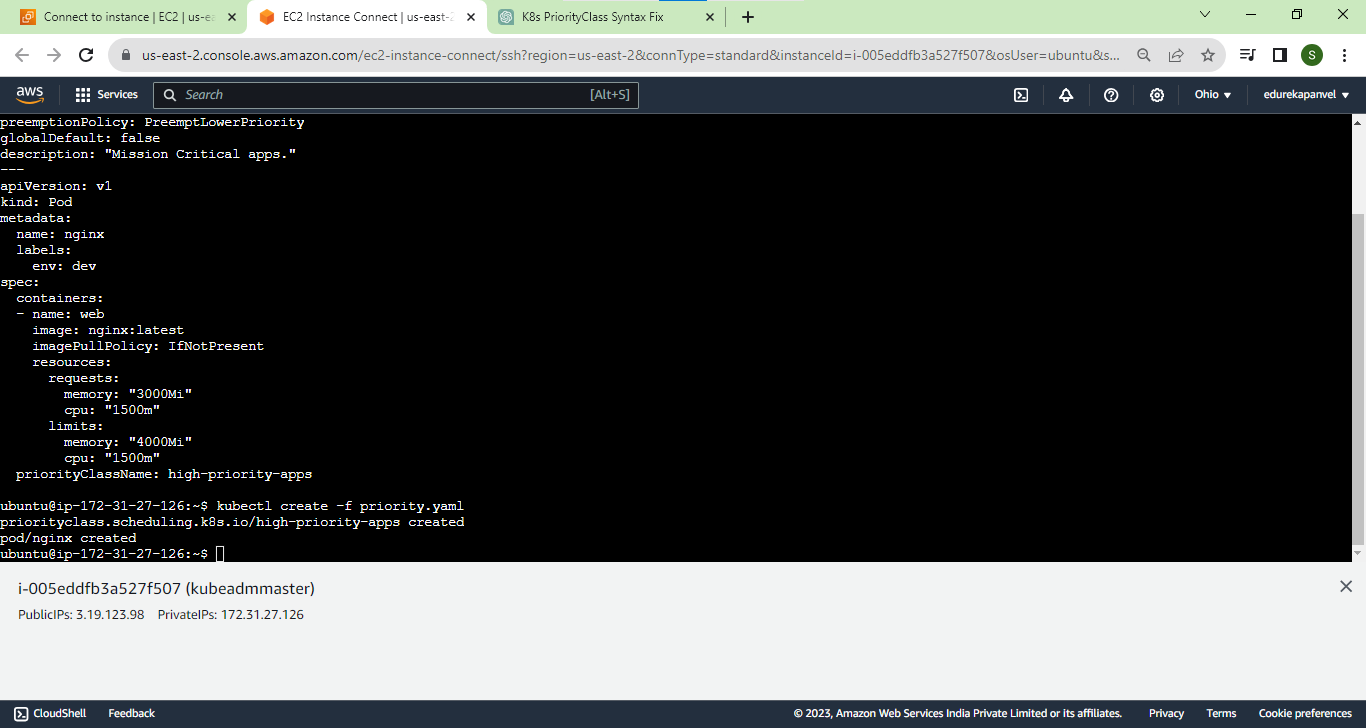 Connect to instance | EC2 | us-ea
EC2 Instance Connect | us-east-2
K8s PriorityClass Syntax Fix
us-east-2.console.aws.amazon.com/ec2-instance-connect/ssh?region=us-east-2&connType=standard&instanceId=i-005eddfb3a527f507&osUser=ubuntu&s...
S
aws
Services
Search
[Alt+S]
Ohio
edurekapanvel
preemptionPolicy: PreemptLowerPriority
globalDefault: false
description: "Mission Critical apps."
---
apiVersion: v1
kind: Pod
metadata:
  name: nginx
  labels:
    env: dev
spec:
  containers:
  - name: web
    image: nginx:latest
    imagePullPolicy: IfNotPresent
    resources:
      requests:
        memory: "3000Mi"
        cpu: "1500m"
      limits:
        memory: "4000Mi"
        cpu: "1500m"
  priorityClassName: high-priority-apps
ubuntu@ip-172-31-27-126:~$ kubectl create -f priority.yaml
priorityclass.scheduling.k8s.io/high-priority-apps created
pod/nginx created
ubuntu@ip-172-31-27-126:~$
i-005eddfb3a527f507 (kubeadmmaster)
PublicIPs: 3.19.123.98 PrivateIPs: 172.31.27.126
CloudShell
Feedback
© 2023, Amazon Web Services India Private Limited or its affiliates.
Privacy
Terms
Cookie preferences